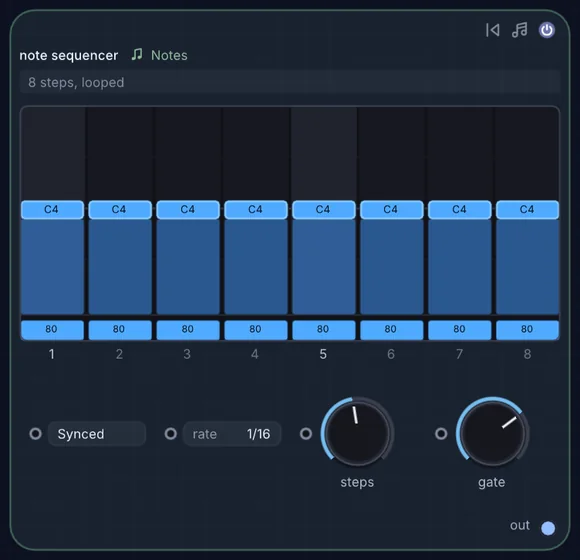 note sequencer Notes
8 steps, looped
C4 C4 C4 C4 C4 C4 C4 C4
80 80 80 80 80 80 80 80
1 2 3 4 5 6 7 8
Synced rate 1/16
steps gate
out